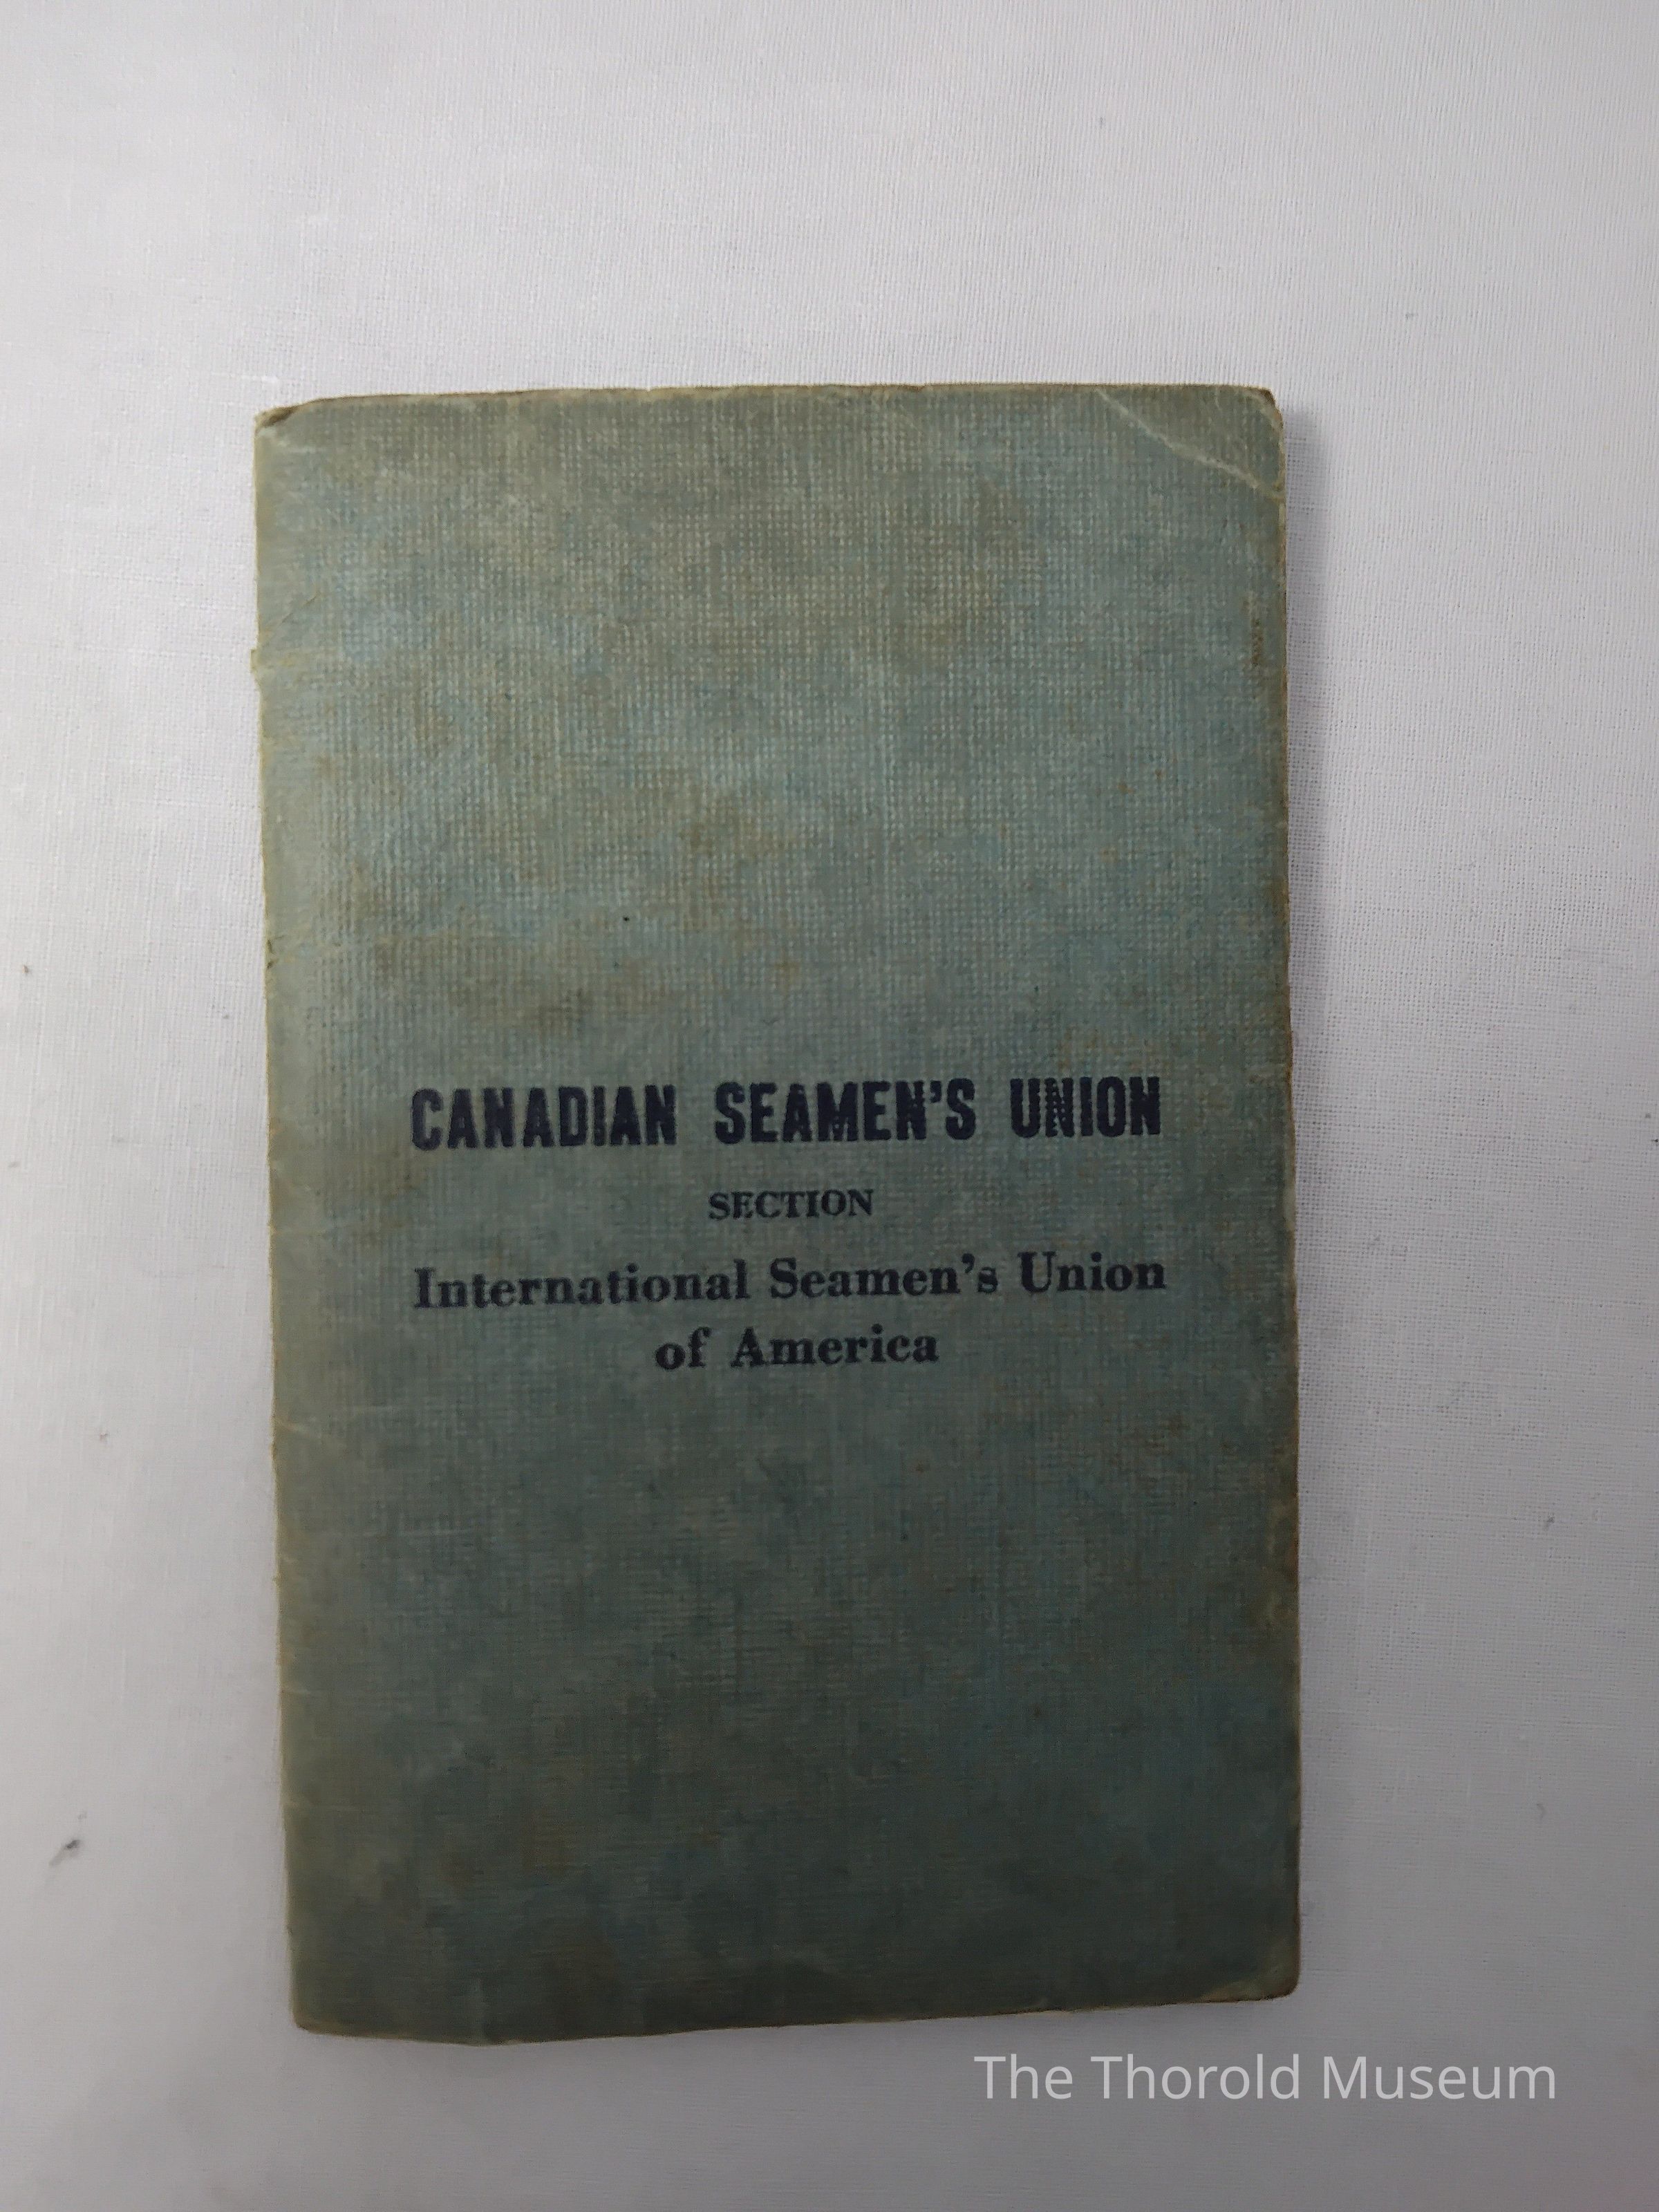 CANADIAN SEAMEN'S UNION
SECTION
International Seamen's Union
of America
The Thorold Museum